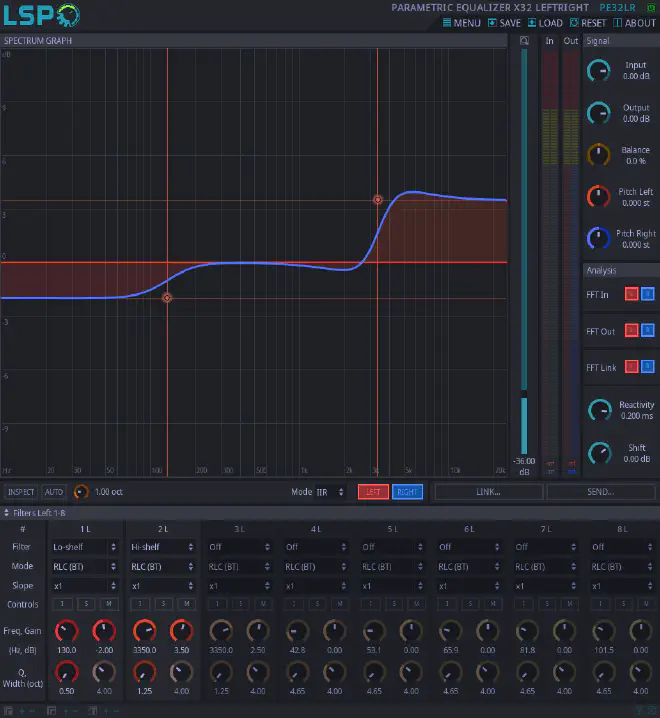 LSP
PARAMETRIC EQUALIZER X32 LEFTRIGHT PE32LR
MENU SAVE LOAD RESET ABOUT
SPECTRUM GRAPH
In Out
Signal
dB
Input
0.00 dB
Output
0.00 dB
Balance
0.0 %
Pitch Left
0.000 st
Pitch Right
0.000 st
3
0
-3
-6
-9
Analysis
FFT In
FFT Out
FFT Link
Reactivity
0.200 ms
Shift
0.00 dB
Hz 20 30 50 100 200 300 500 1k 2k 3k 5k 10k 20k
-36.00
dB
INSPECT AUTO 1.00 oct Mode IIR LEFT RIGHT LINK... SEND...
Filters Left 1-8
# 1 L 2 L 3 L 4 L 5 L 6 L 7 L 8 L
Filter Lo-shelf Hi-shelf Off Off Off Off Off Off
Mode RLC (BT) RLC (BT) RLC (BT) RLC (BT) RLC (BT) RLC (BT) RLC (BT) RLC (BT)
Slope x1 x1 x1 x1 x1 x1 x1 x1
Controls I S M I S M I S M I S M I S M I S M I S M I S M
Freq, Gain
(Hz, dB) 130.0 -2.00 3350.0 3.50 3350.0 2.50 42.8 0.00 53.1 0.00 65.9 0.00 81.8 0.00 101.5 0.00
Q,
Width (oct) 0.50 4.00 1.25 4.00 1.25 4.00 4.65 4.00 4.65 4.00 4.65 4.00 4.65 4.00 4.65 4.00